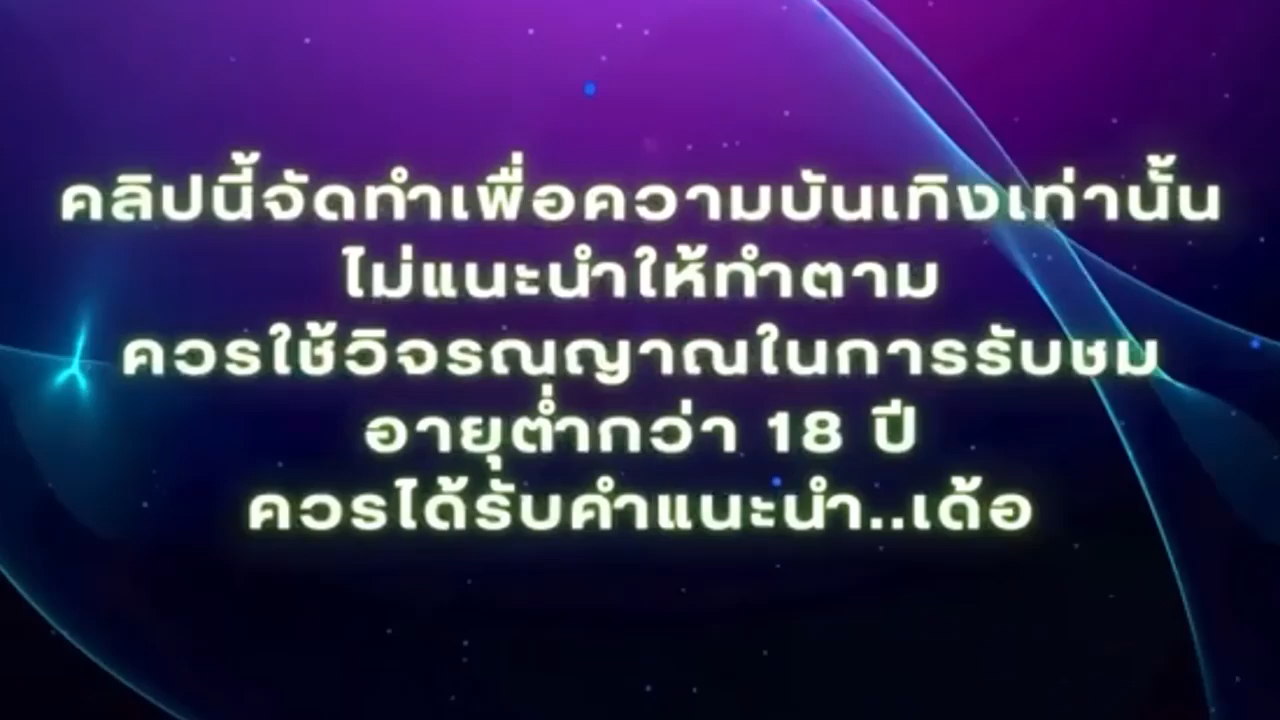 คลิปนี้จัดทำเพื่อความบันเทิงเท่านั้น
ไม่แนะนำให้ทำตาม
ควรใช้วิจรณญาณในการรับชม
อายุต่ำกว่า 18 ปี
ควรได้รับคำแนะนำ..เด้อ